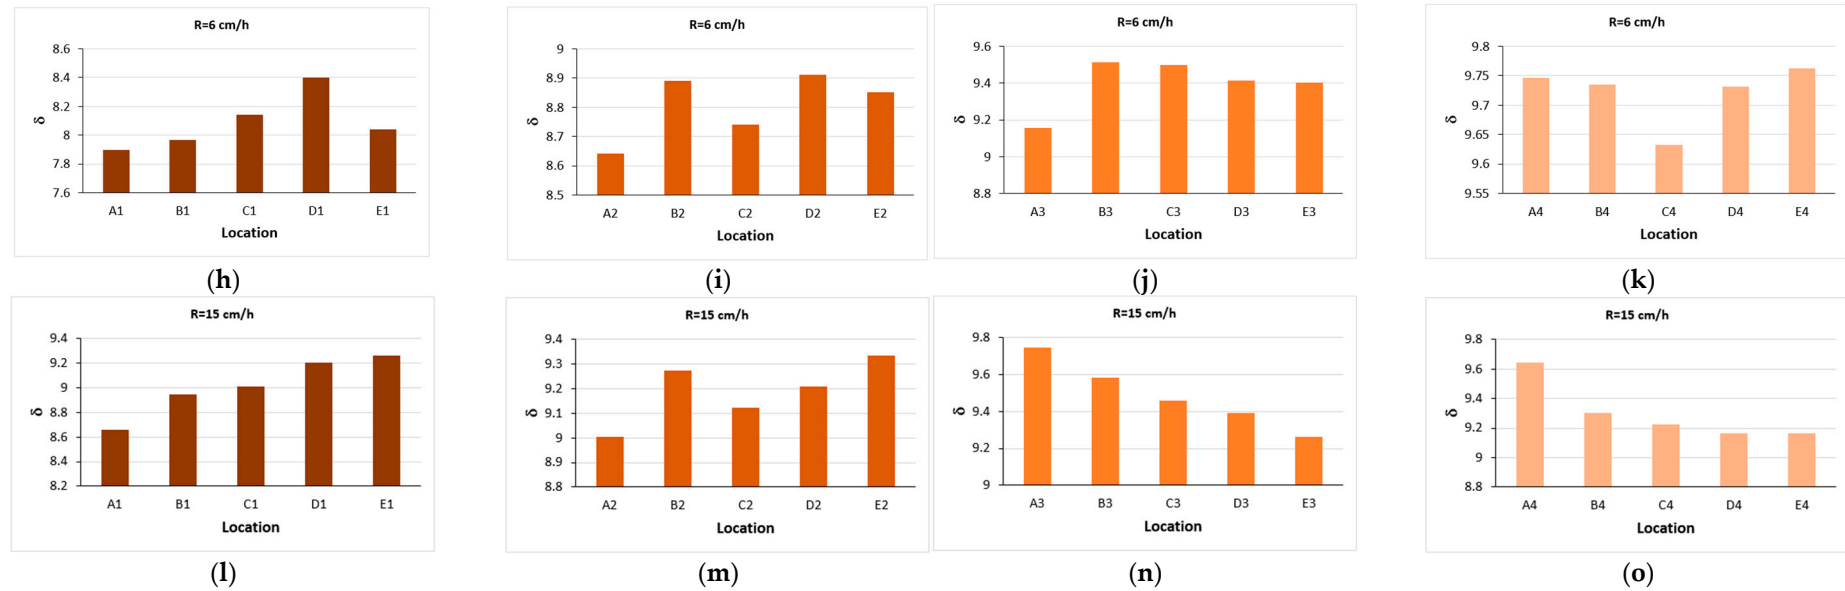 R=6 cm/h
8.6
8.4
8.2
8
7.8
7.6
δ
A1 B1 C1 D1 E1
Location
(h)
R=6 cm/h
9
8.9
8.8
8.7
8.6
8.5
δ
A2 B2 C2 D2 E2
Location
(i)
R=6 cm/h
9.6
9.4
9.2
9
8.8
δ
A3 B3 C3 D3 E3
Location
(j)
R=6 cm/h
9.8
9.75
9.7
9.65
9.6
9.55
δ
A4 B4 C4 D4 E4
Location
(k)
R=15 cm/h
9.4
9.2
9
8.8
8.6
8.4
8.2
δ
A1 B1 C1 D1 E1
Location
(l)
R=15 cm/h
9.4
9.3
9.2
9.1
9
8.9
8.8
δ
A2 B2 C2 D2 E2
Location
(m)
R=15 cm/h
9.8
9.6
9.4
9.2
9
δ
A3 B3 C3 D3 E3
Location
(n)
R=15 cm/h
9.8
9.6
9.4
9.2
9
8.8
δ
A4 B4 C4 D4 E4
Location
(o)